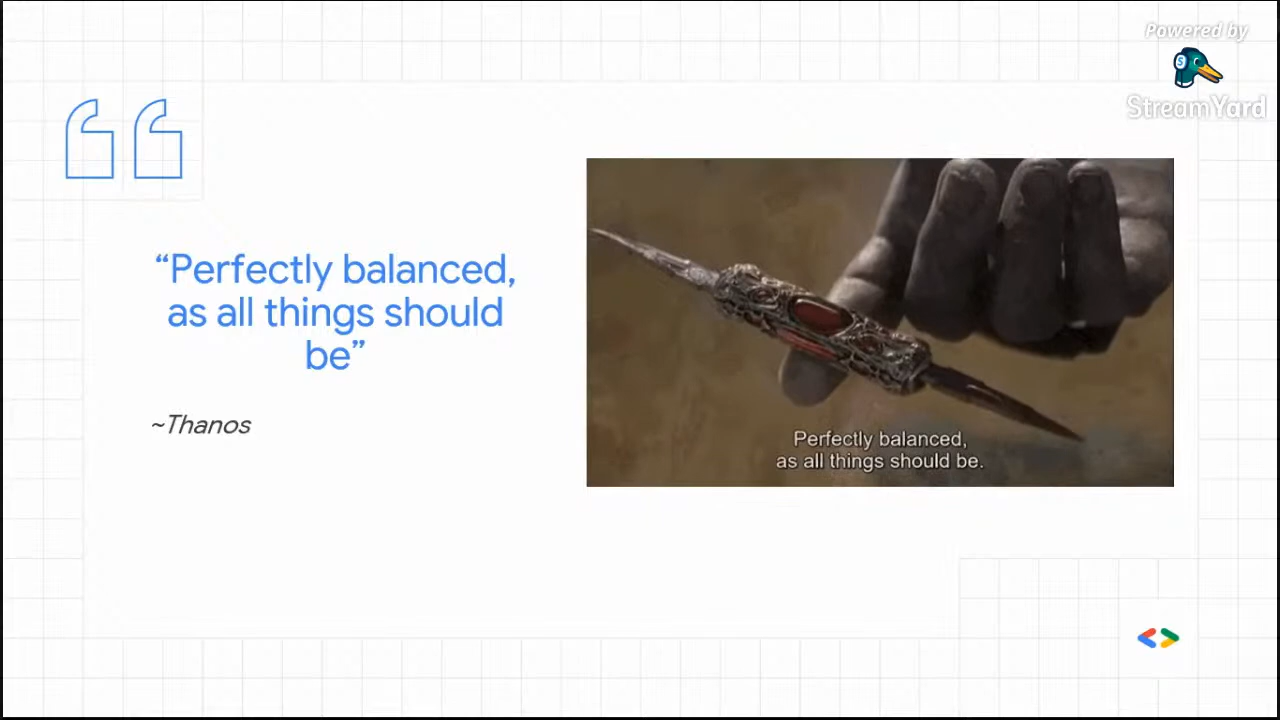 Powered by
StreamYard
“Perfectly balanced,
as all things should
be”
~Thanos
Perfectly balanced,
as all things should be.